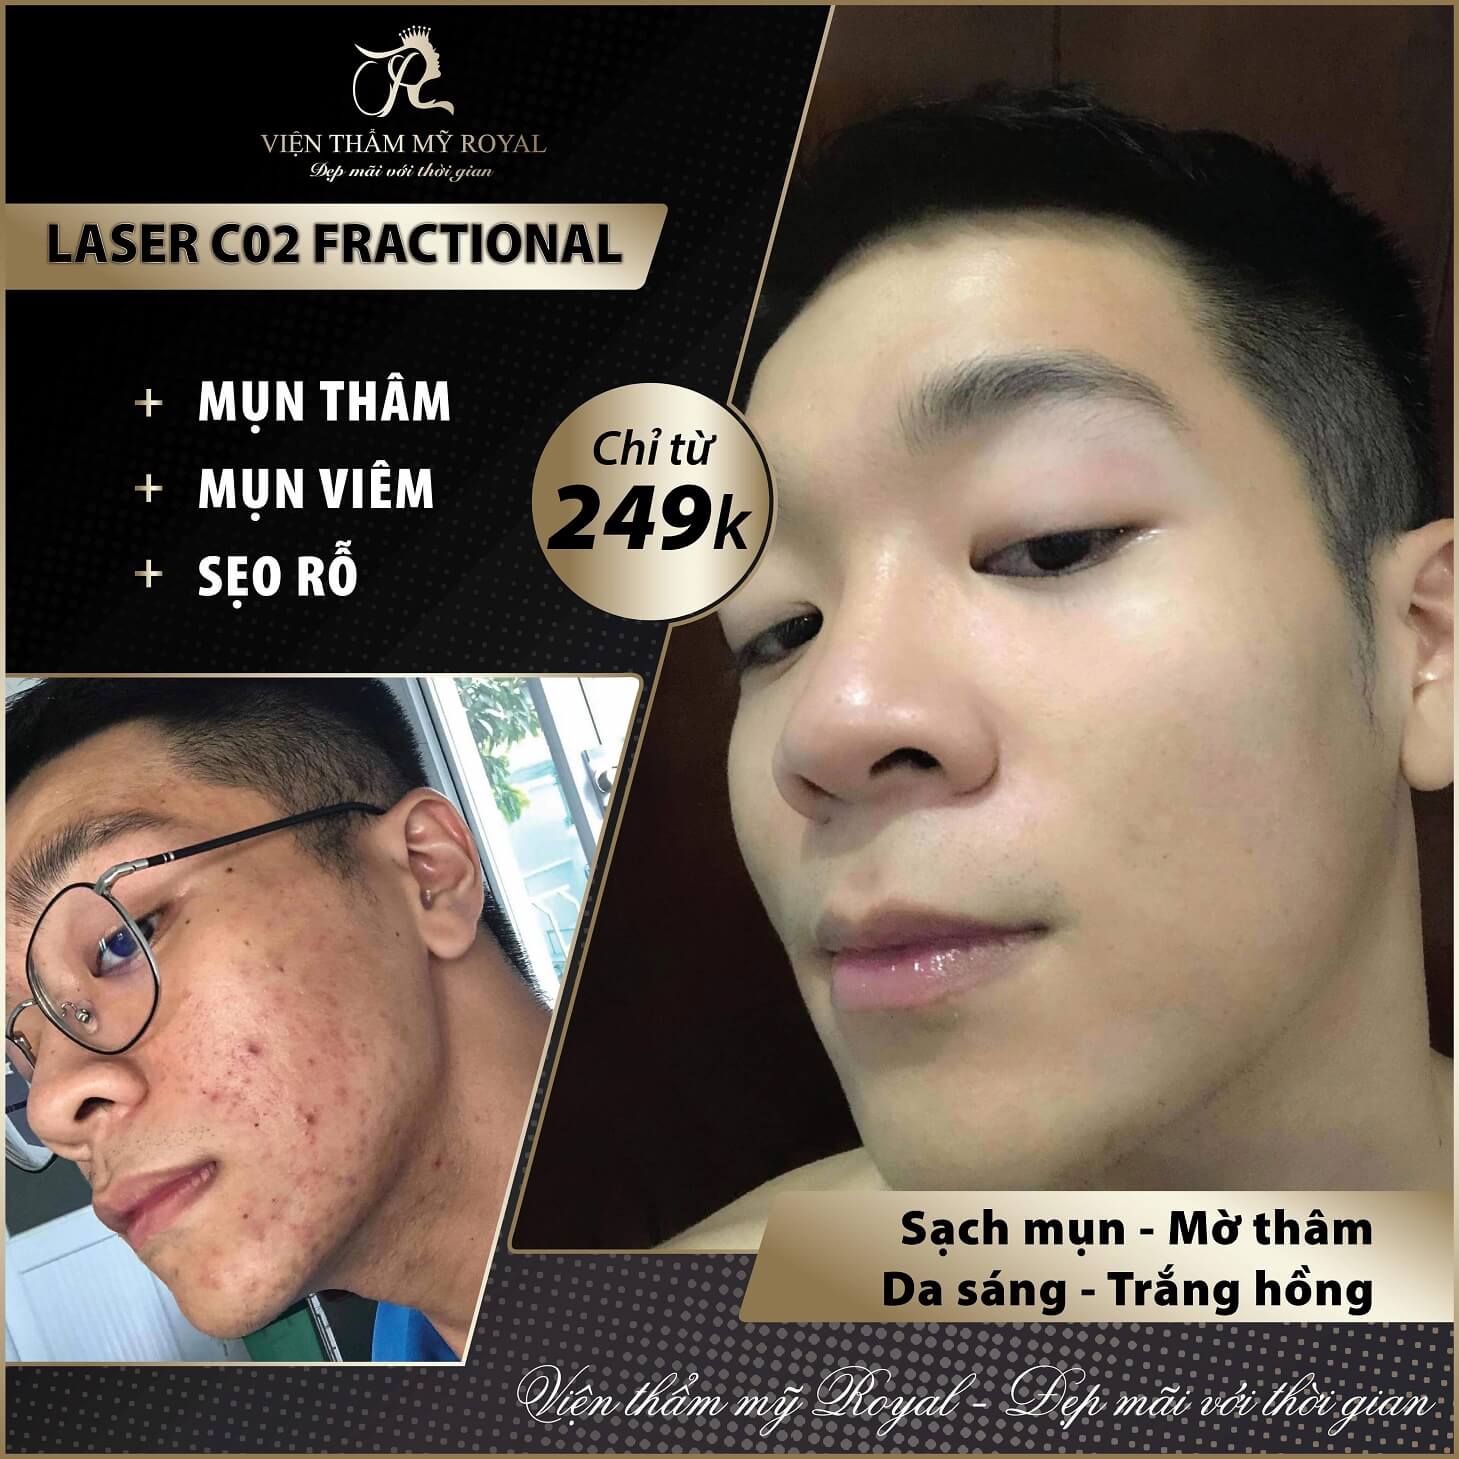 VIỆN THẨM MỸ ROYAL
Đẹp mãi với thời gian
LASER C02 FRACTIONAL
+ MỤN THÂM
+ MỤN VIÊM
+ SẸO RỖ
Chỉ từ
249k
Sạch mụn - Mờ thâm
Da sáng - Trắng hồng
Viện thẩm mỹ Royal - Đẹp mãi với thời gian